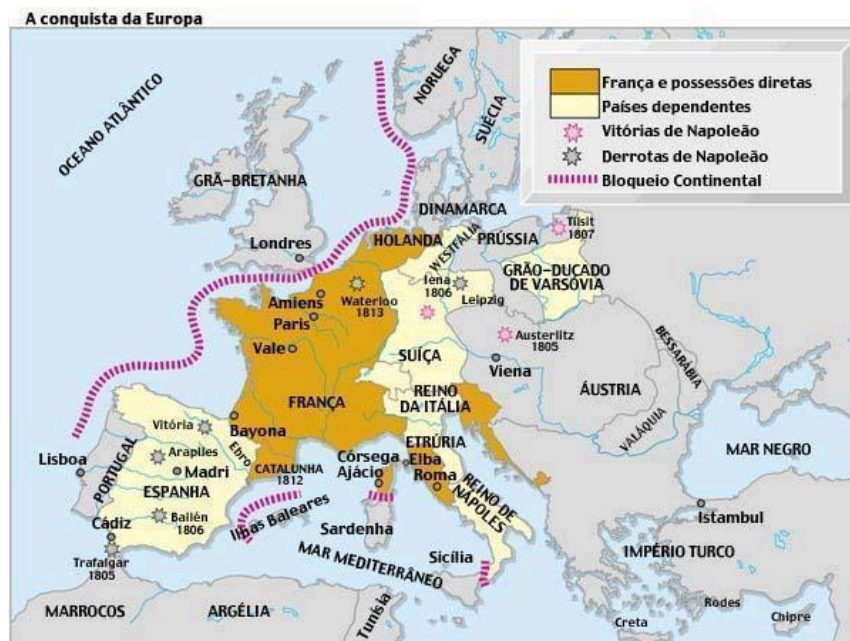 A conquista da Europa
França e possessões diretas
Países dependentes
Vitórias de Napoleão
Derrotas de Napoleão
Bloqueio Continental
OCEANO ATLÂNTICO
NORUEGA
SUÉCIA
GRÃ-BRETANHA
Londres
DINAMARCA
HOLANDA
WESTFÁLIA
PRÚSSIA
Tilsit
1807
GRÃO-DUCADO
DE VARSÓVIA
Amiens
Paris
Waterloo
1813
Iena
1806
Leipzig
Vale
Austerlitz
1805
Viena
SUÍÇA
ÁUSTRIA
BESSARÁBIA
VALÁQUIA
FRANÇA
REINO
DA ITÁLIA
MAR NEGRO
Bayona
Vitória
Ebro
CATALUNHA
1812
ETRÚRIA
Córsega
Ajácio
Elba
Roma
Lisboa
PORTUGAL
Arapiles
Madri
ESPANHA
Bailén
1806
Cádiz
Trafalgar
1805
Ilhas Baleares
Sardenha
REINO DE
NÁPOLES
Sicília
MAR MEDITERRÂNEO
Istambul
IMPÉRIO TURCO
MARROCOS
ARGÉLIA
Tunísia
Creta
Rodes
Chipre